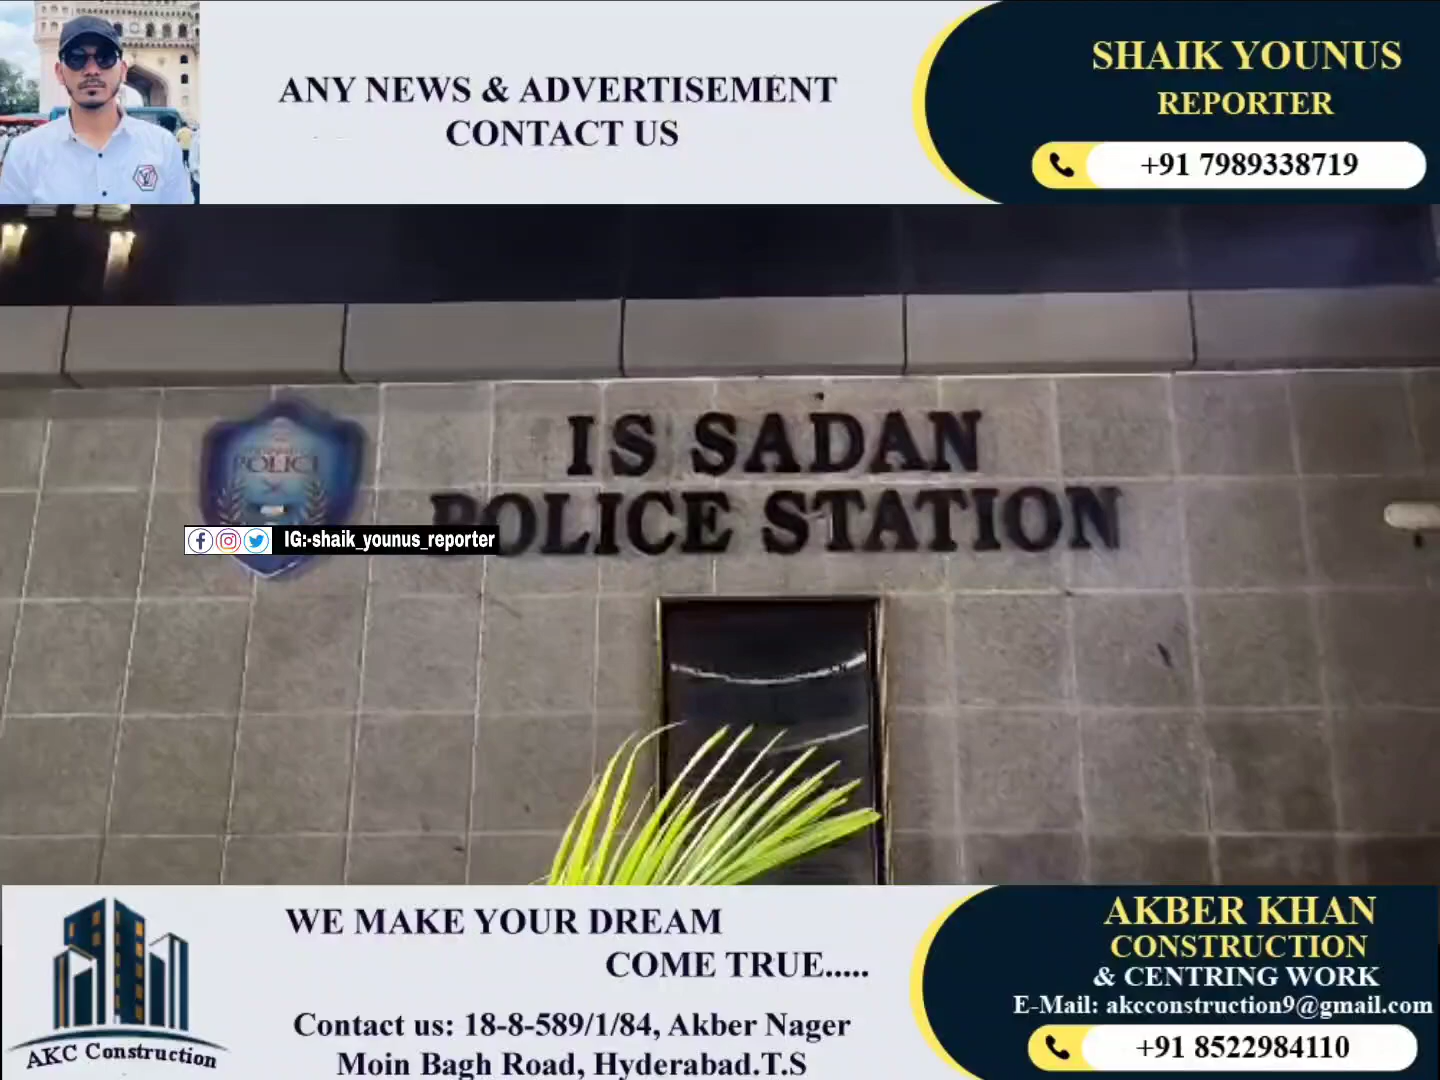 ANY NEWS & ADVERTISEMENT
CONTACT US
SHAIK YOUNUS
REPORTER
+91 7989338719
POLICE
IS SADAN
POLICE STATION
IG:-shaik_younus_reporter
AKC Construction
WE MAKE YOUR DREAM
COME TRUE.....
Contact us: 18-8-589/1/84, Akber Nager
Moin Bagh Road, Hyderabad.T.S
AKBER KHAN
CONSTRUCTION
& CENTRING WORK
E-Mail: akcconstruction9@gmail.com
+91 8522984110